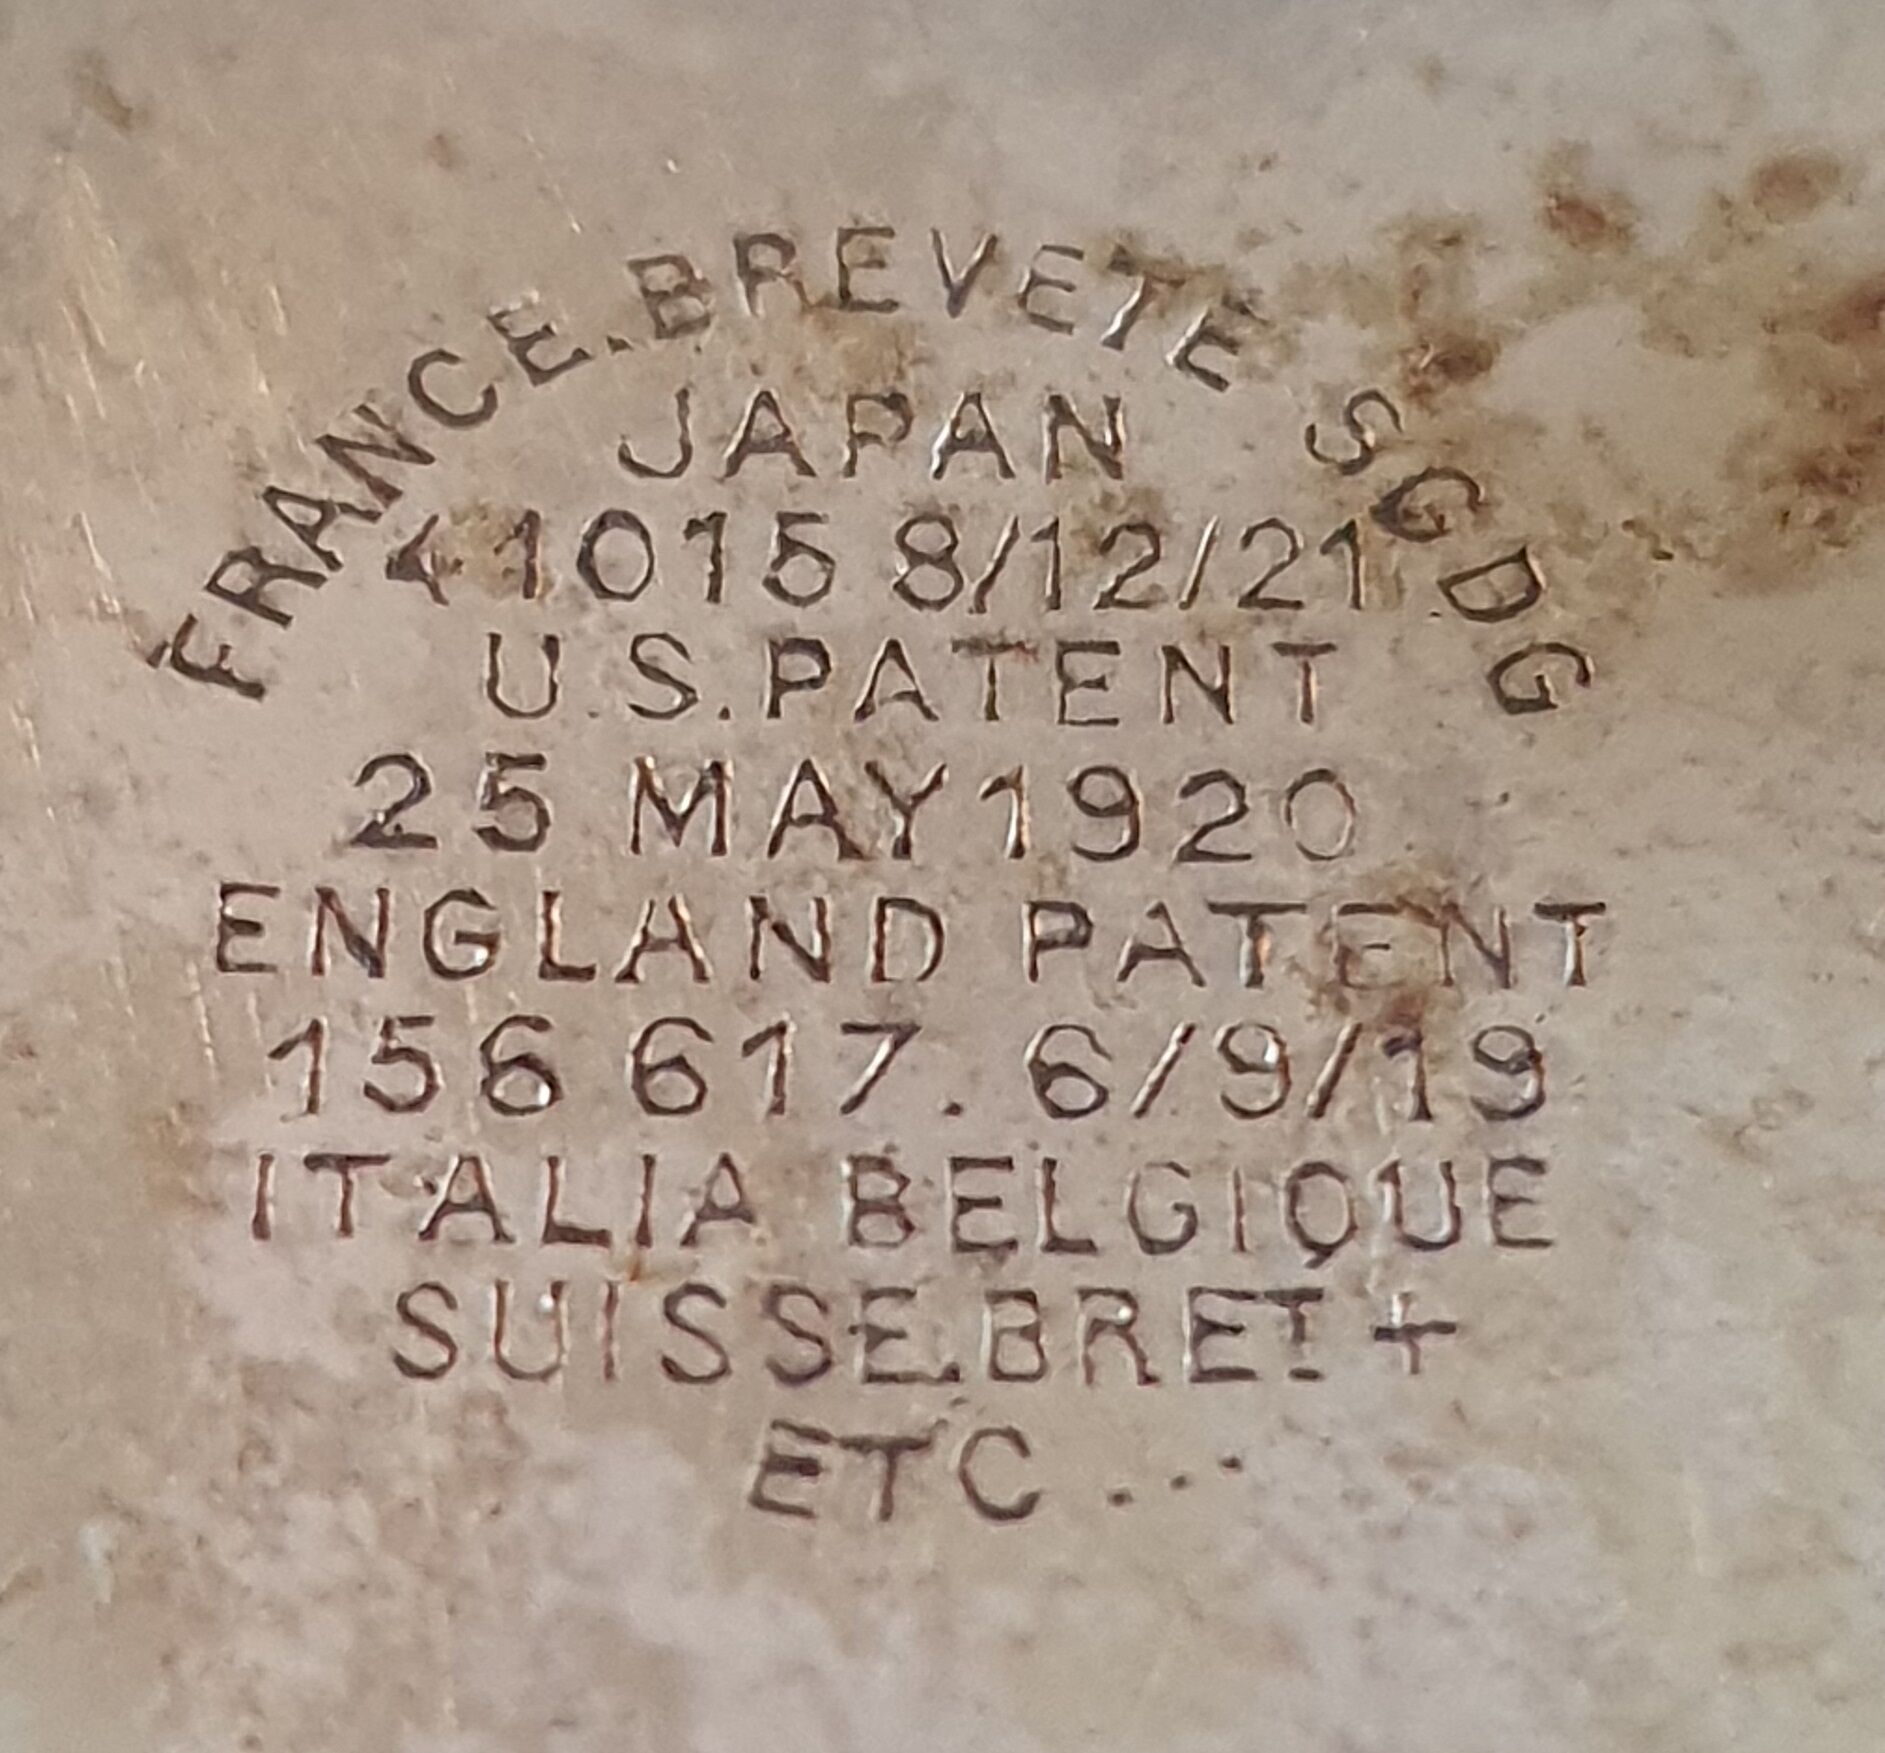 FRANCE.BREVETE SGDG
JAPAN
41015 8/12/21
U.S.PATENT
25 MAY 1920
ENGLAND PATENT
156 617. 6/9/19
ITALIA BELGIQUE
SUISSE.BRET +
ETC...